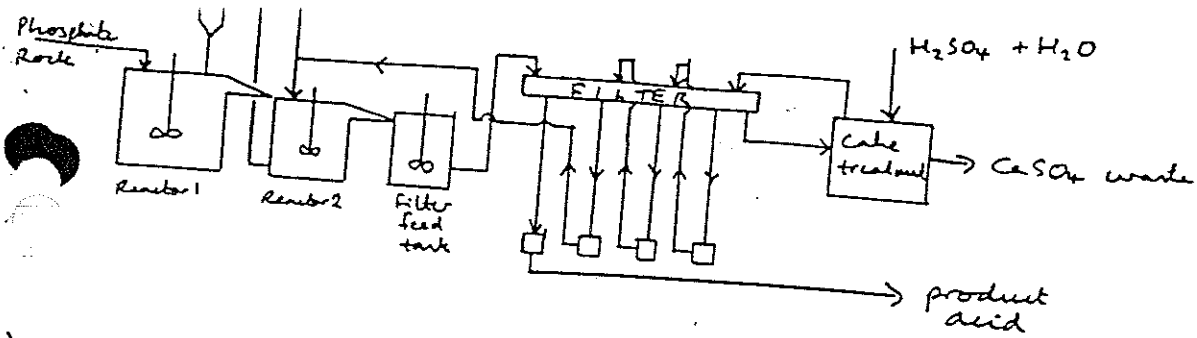 Phosphate
Rock
H₂SO₄ + H₂O
FILTER
Cake
treatment
CaSO₄ waste
Reactor 1
Reactor 2
Filter
feed
tank
product
acid